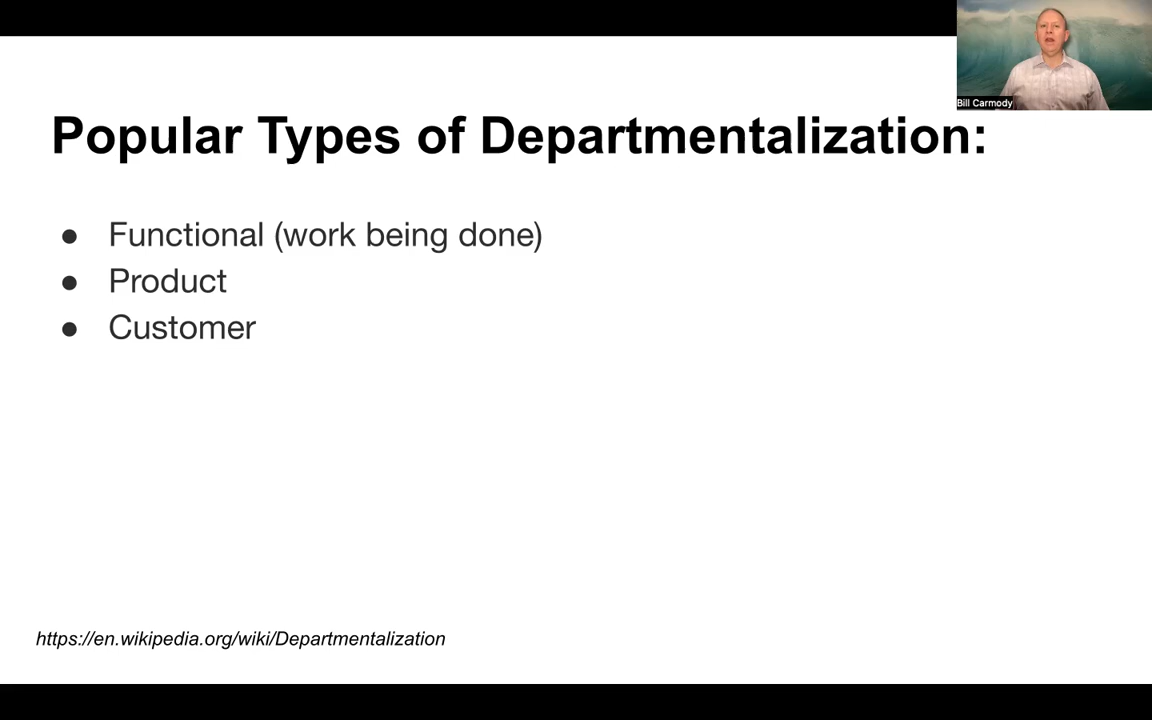 Bill Carmody
Popular Types of Departmentalization:
● Functional (work being done)
● Product
● Customer
https://en.wikipedia.org/wiki/Departmentalization